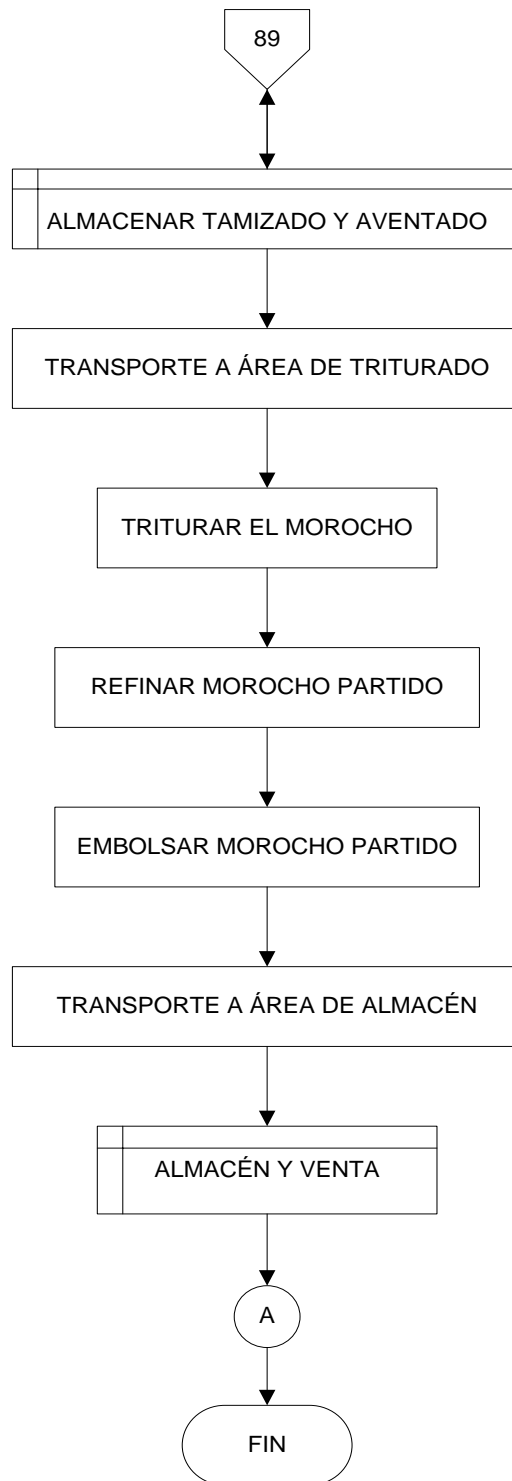 89
ALMACENAR TAMIZADO Y AVENTADO
TRANSPORTE A ÁREA DE TRITURADO
TRITURAR EL MOROCHO
REFINAR MOROCHO PARTIDO
EMBOLSAR MOROCHO PARTIDO
TRANSPORTE A ÁREA DE ALMACÉN
ALMACÉN Y VENTA
A
FIN